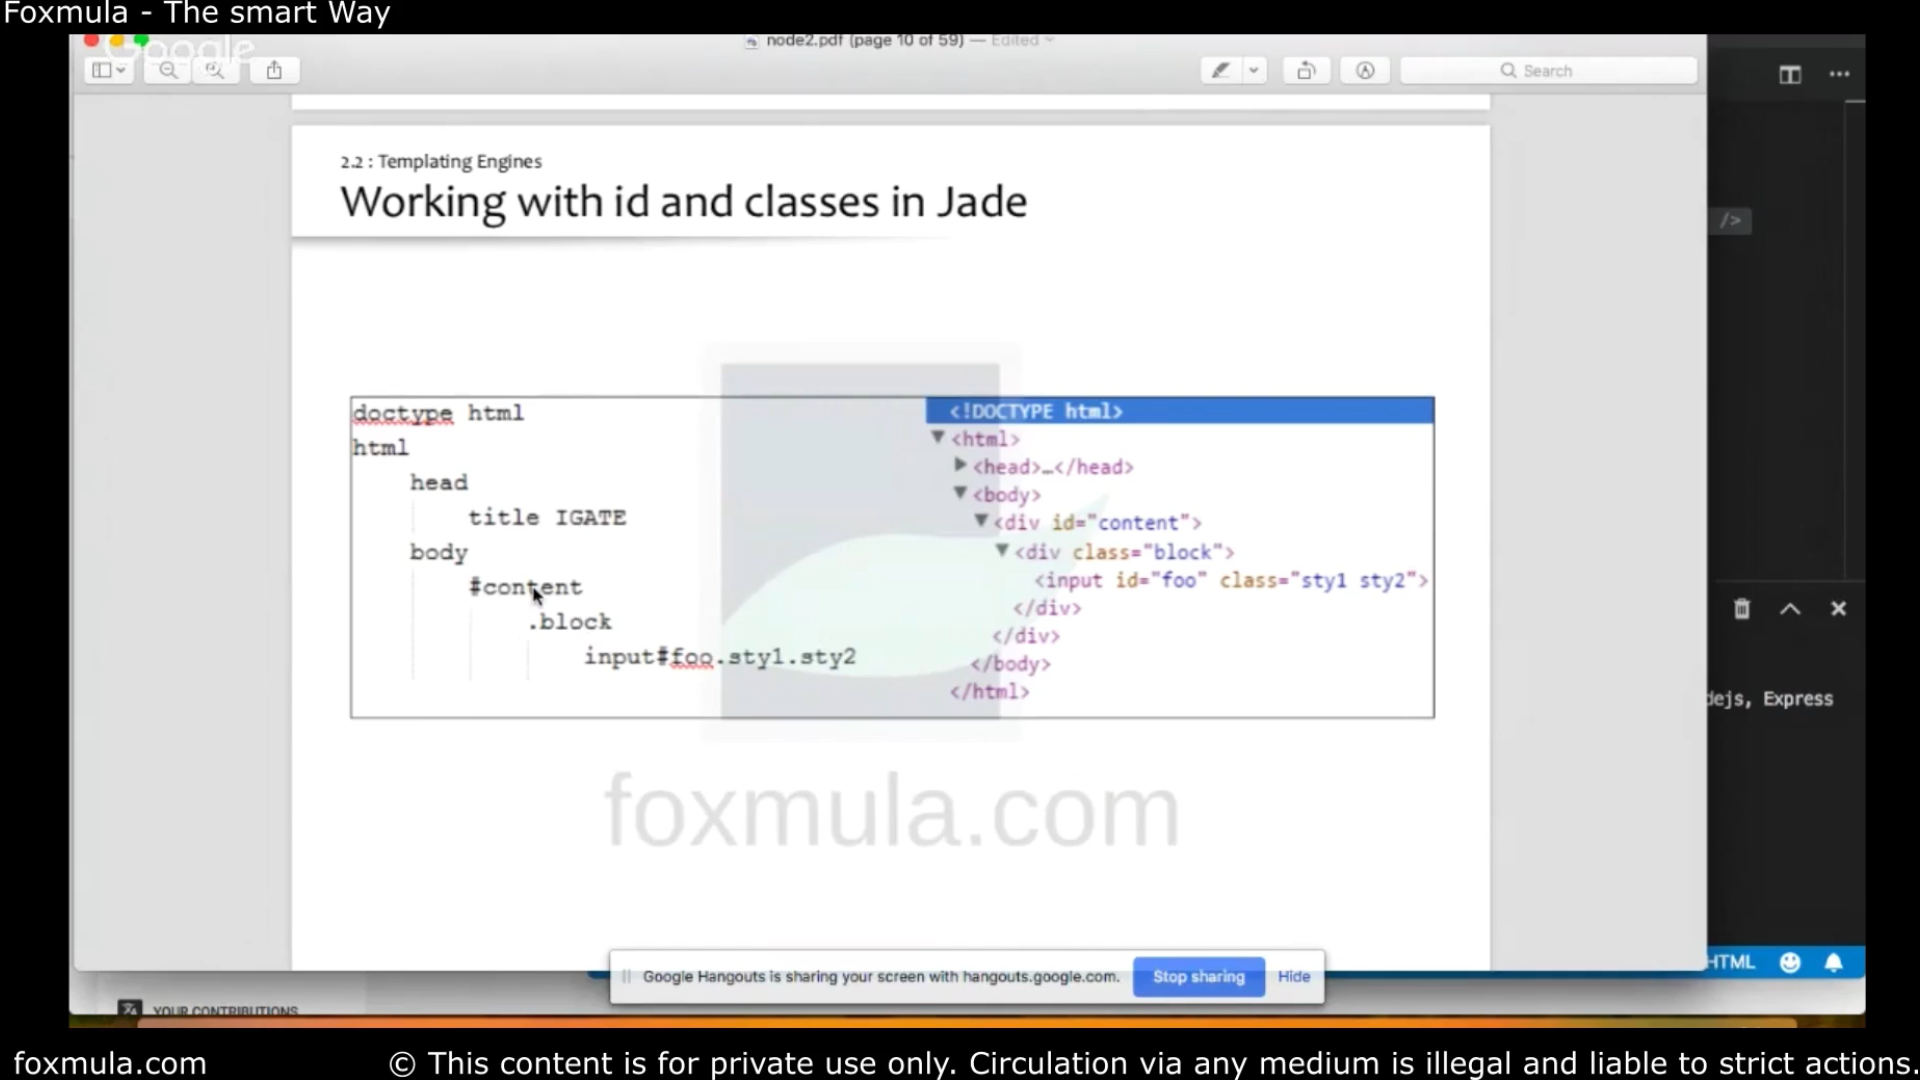 Foxmula - The smart Way
Google
node2.pdf (page 10 of 59) — Edited
Search
2.2 : Templating Engines
Working with id and classes in Jade
/>
doctype html
html
head
title IGATE
body
#content
.block
input#foo.sty1.sty2
<!DOCTYPE html>
<html>
<head>…</head>
<body>
<div id="content">
<div class="block">
<input id="foo" class="sty1 sty2">
</div>
</div>
</body>
</html>
dejs, Express
foxmula.com
HTML
Google Hangouts is sharing your screen with hangouts.google.com.
Stop sharing
Hide
YOUR CONTRIBUTIONS
foxmula.com
© This content is for private use only. Circulation via any medium is illegal and liable to strict actions.